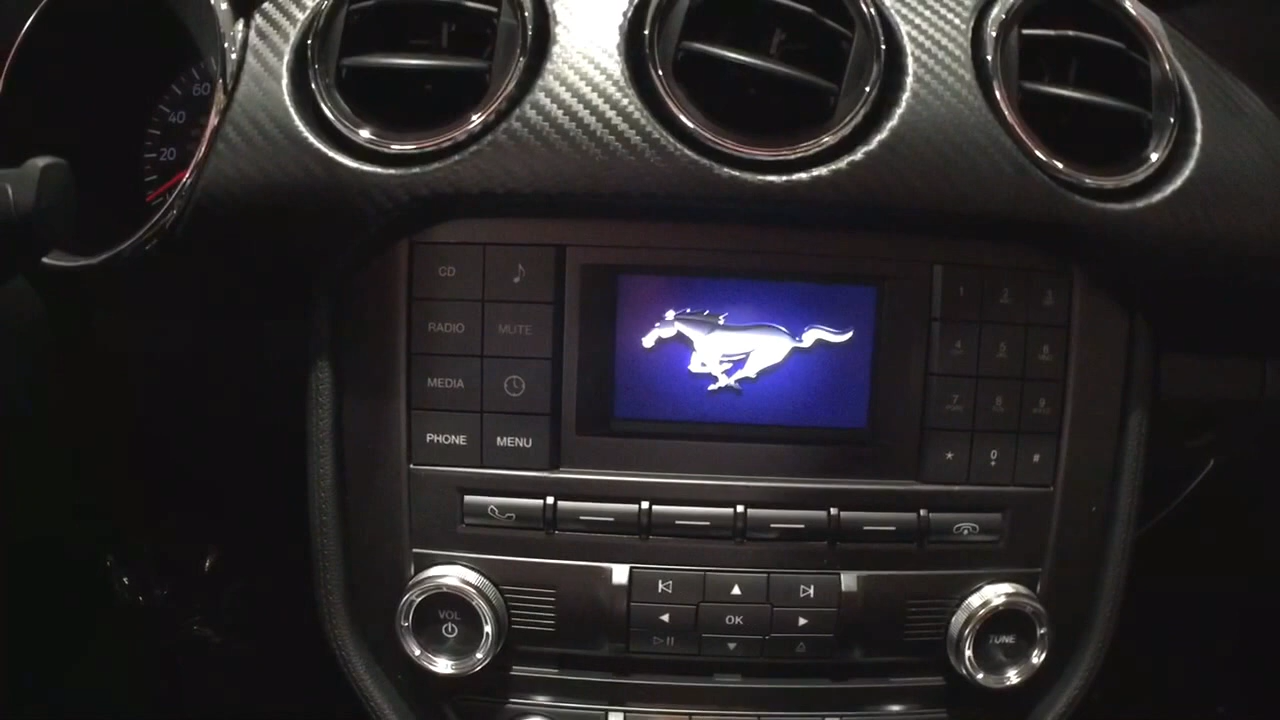 60
40
20
CD
RADIO MUTE
MEDIA
PHONE MENU
1 2 3
4 5 6
7 8 9
* 0 #
+
VOL
OK
TUNE